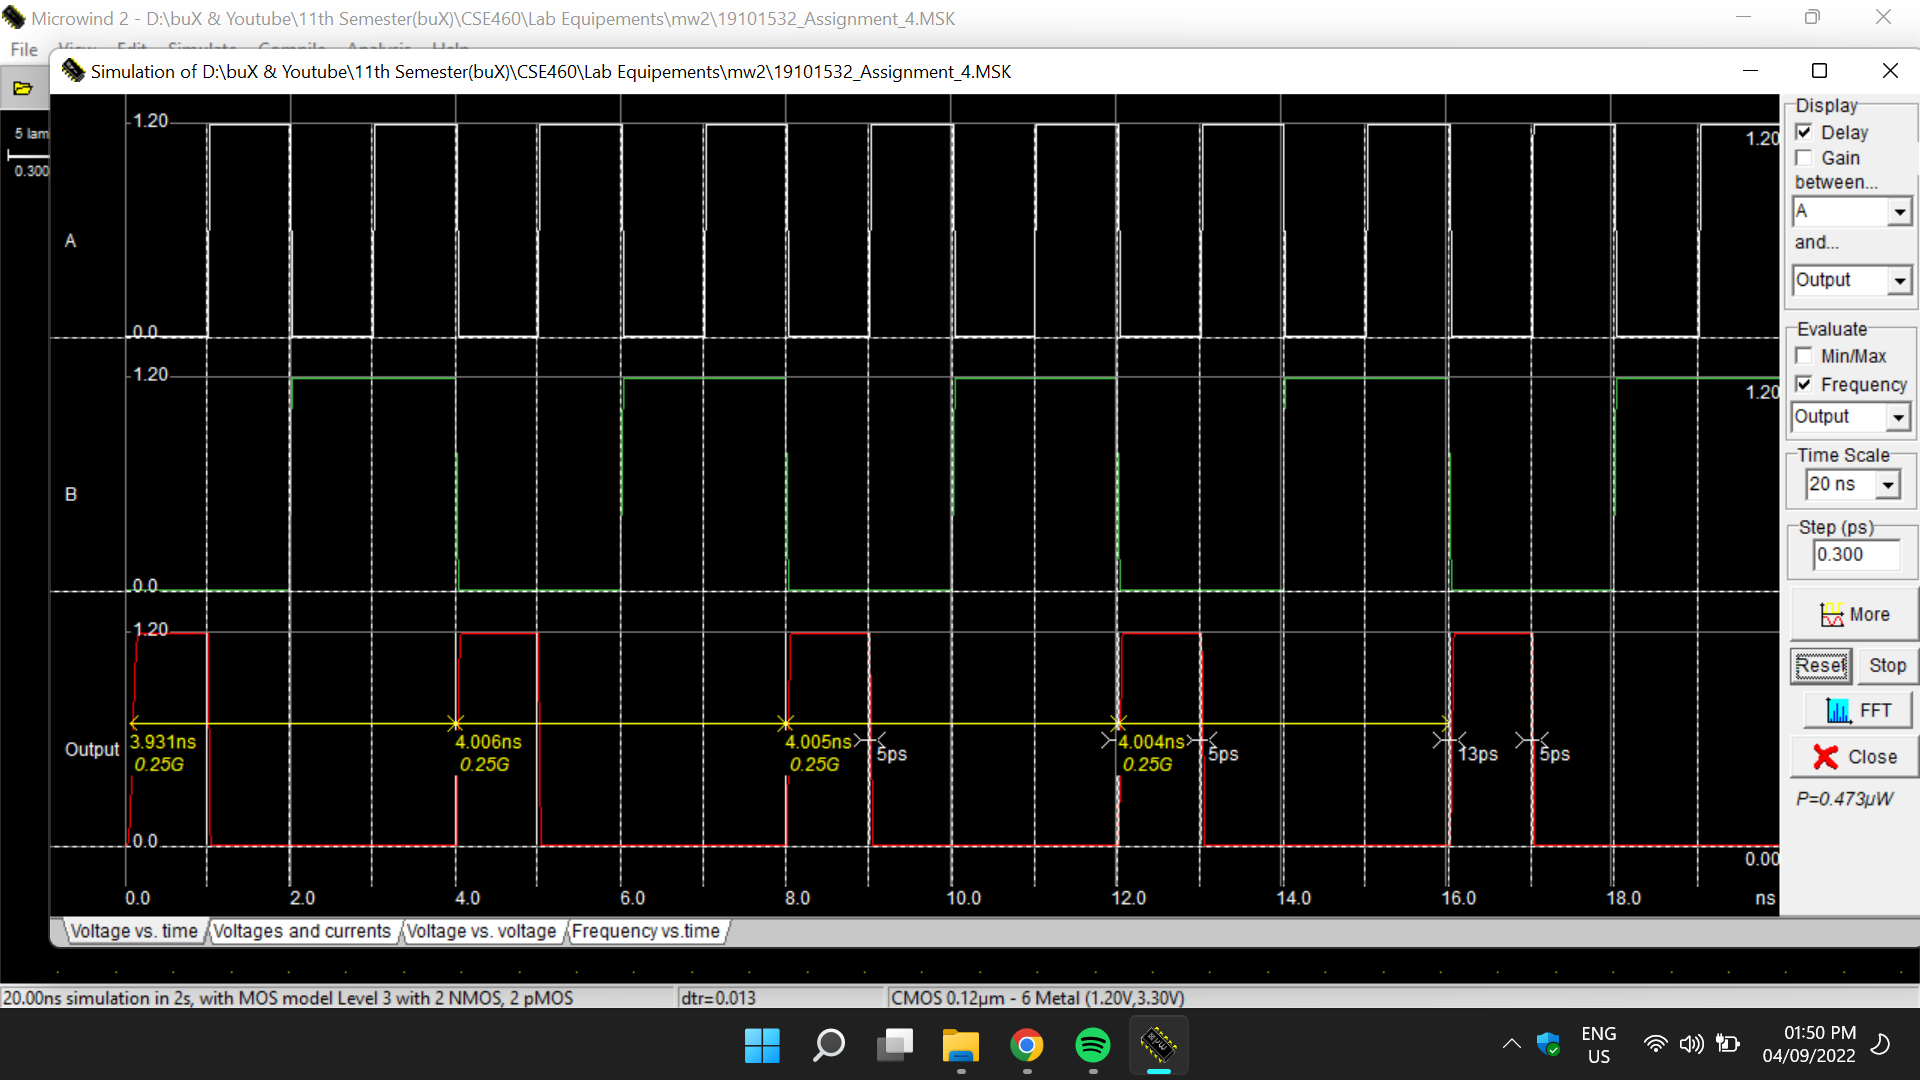 Microwind 2 - D:\buX & Youtube\11th Semester(buX)\CSE460\Lab Equipements\mw2\19101532_Assignment_4.MSK
File View Edit Simulate Compile Analysis Help
Simulation of D:\buX & Youtube\11th Semester(buX)\CSE460\Lab Equipements\mw2\19101532_Assignment_4.MSK
5 lam
0.300
1.20
1.20
A
0.0
1.20
1.20
B
0.0
1.20
Output
3.931ns
0.25G
4.006ns
0.25G
4.005ns
0.25G
5ps
4.004ns
0.25G
5ps
13ps
5ps
0.0
0.00
0.0 2.0 4.0 6.0 8.0 10.0 12.0 14.0 16.0 18.0 ns
Voltage vs. time Voltages and currents Voltage vs. voltage Frequency vs.time
Display
Delay
Gain
between...
A
and...
Output
Evaluate
Min/Max
Frequency
Output
Time Scale
20 ns
Step (ps)
0.300
More
Reset Stop
FFT
Close
P=0.473µW
20.00ns simulation in 2s, with MOS model Level 3 with 2 NMOS, 2 pMOS
dtr=0.013
CMOS 0.12µm - 6 Metal (1.20V,3.30V)
ENG
US
01:50 PM
04/09/2022